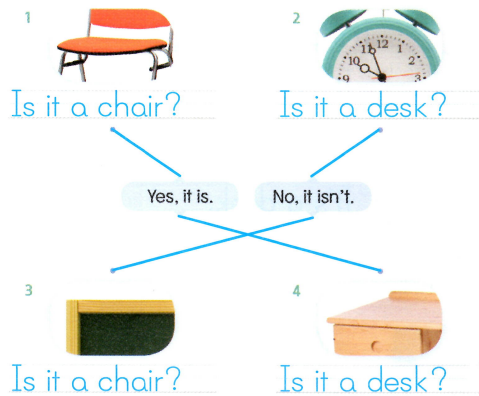 1
2
Is it a chair?
Is it a desk?
Yes, it is.
No, it isn't.
3
4
Is it a chair?
Is it a desk?